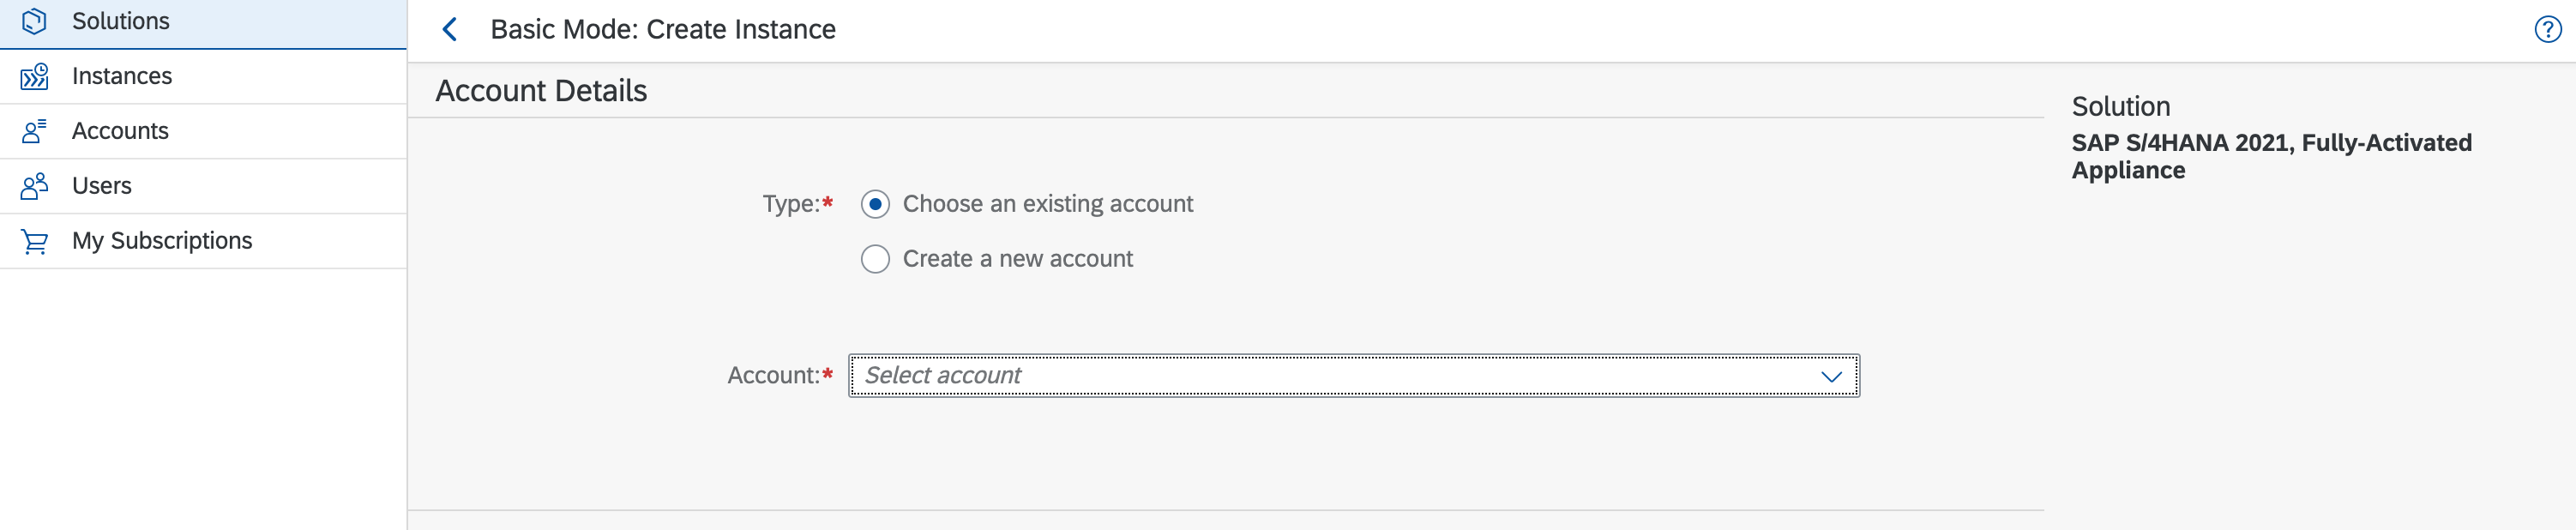 Solutions
Instances
Accounts
Users
My Subscriptions
Basic Mode: Create Instance
Account Details
Type:*
Choose an existing account
Create a new account
Account:*
Select account
Solution
SAP S/4HANA 2021, Fully-Activated
Appliance